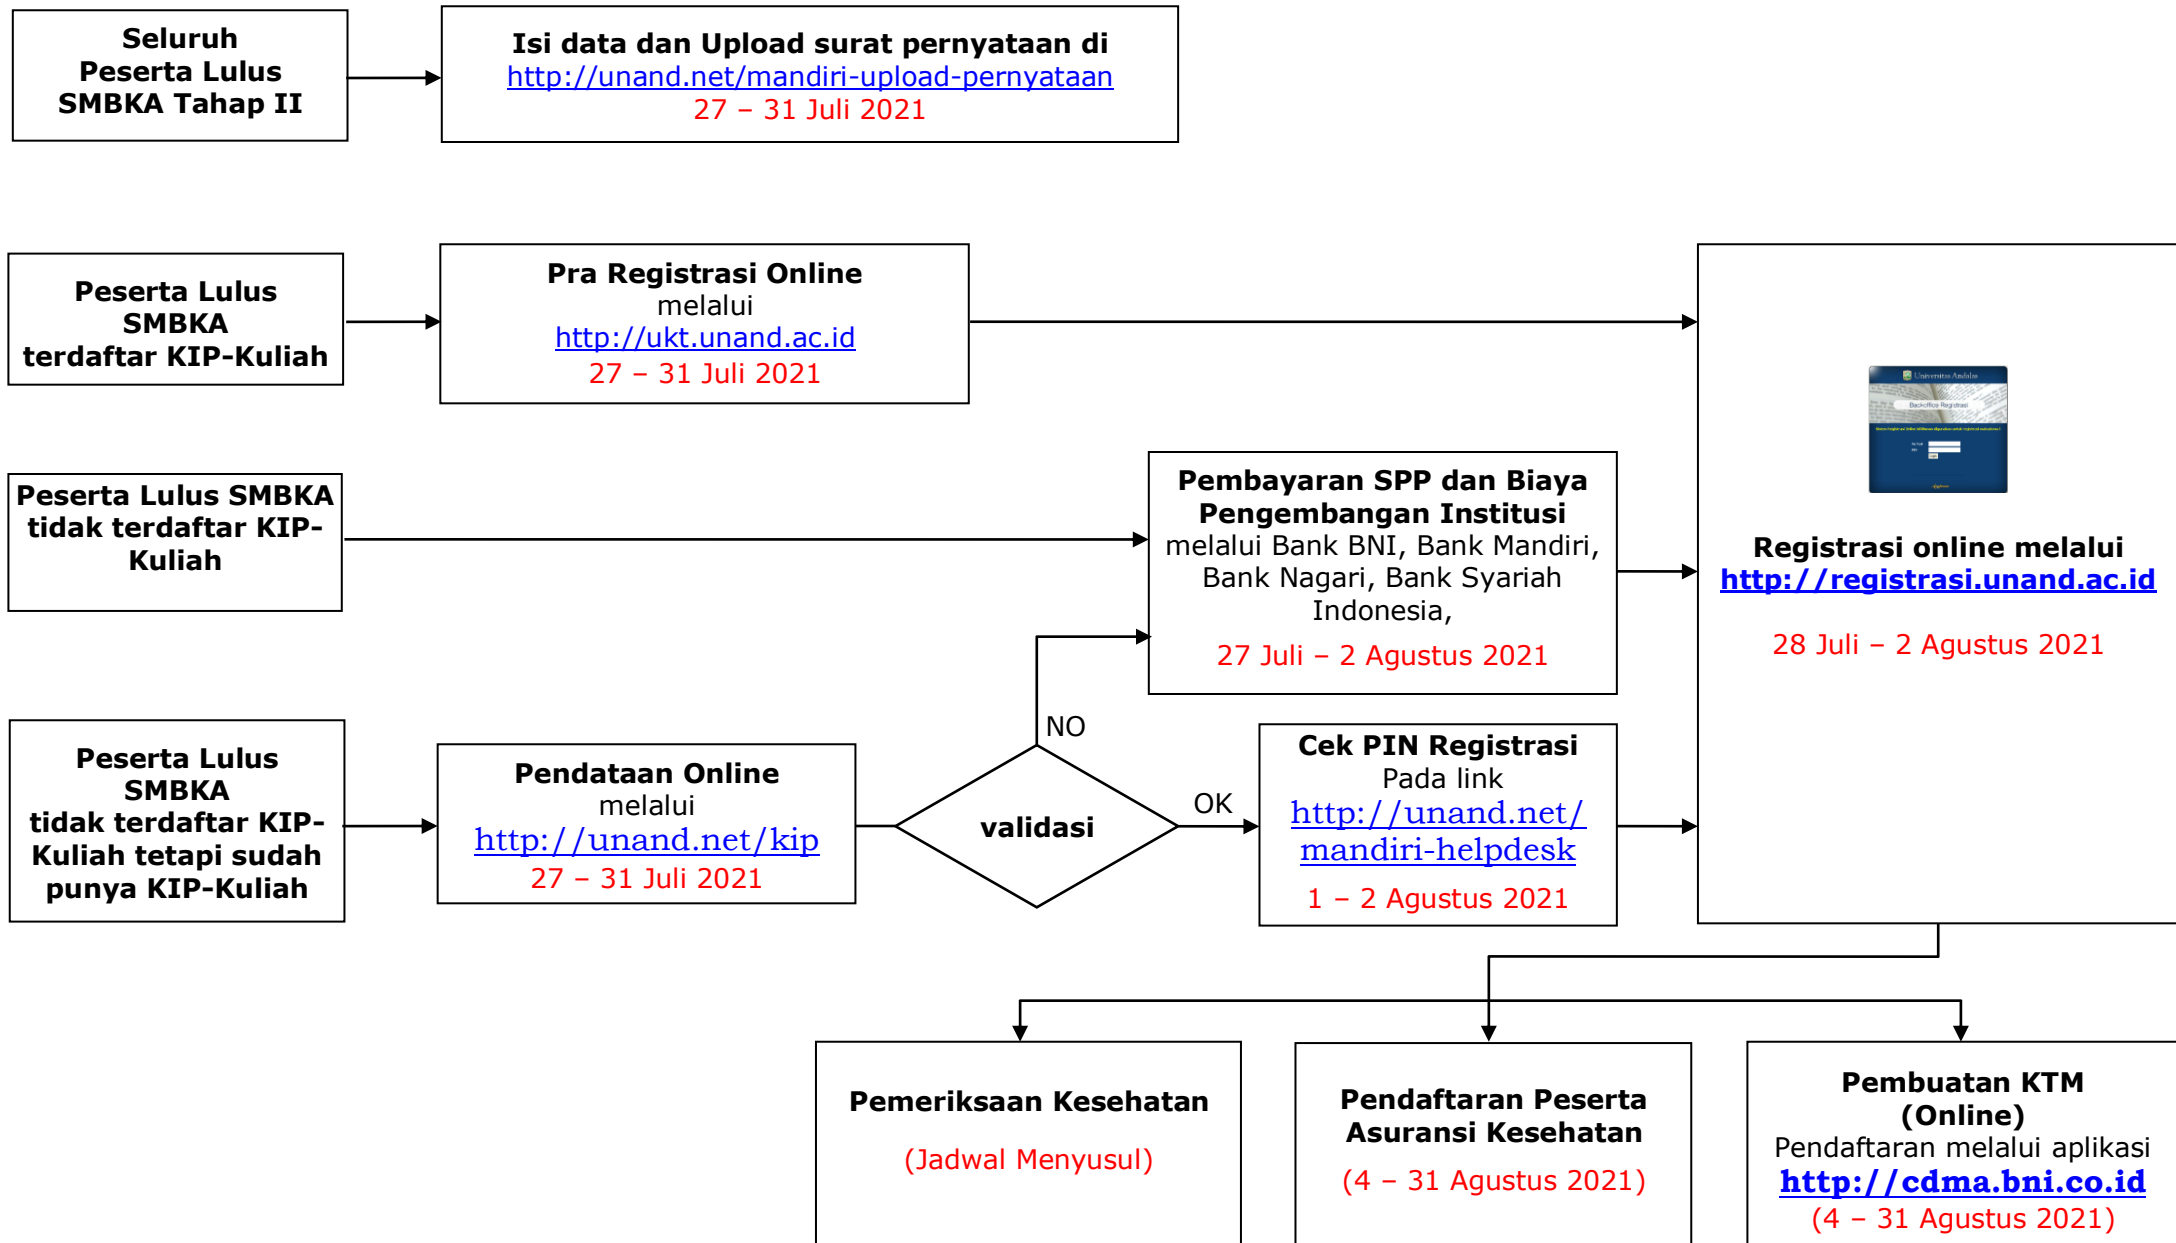 Seluruh
Peserta Lulus
SMBKA Tahap II
Isi data dan Upload surat pernyataan di
http://unand.net/mandiri-upload-pernyataan
27 – 31 Juli 2021
Peserta Lulus
SMBKA
terdaftar KIP-Kuliah
Pra Registrasi Online
melalui
http://ukt.unand.ac.id
27 – 31 Juli 2021
Peserta Lulus SMBKA
tidak terdaftar KIP-
Kuliah
Pembayaran SPP dan Biaya
Pengembangan Institusi
melalui Bank BNI, Bank Mandiri,
Bank Nagari, Bank Syariah
Indonesia,
27 Juli – 2 Agustus 2021
Universitas Andalas
Backoffice Registrasi
Registrasi online melalui
http://registrasi.unand.ac.id
28 Juli – 2 Agustus 2021
Peserta Lulus
SMBKA
tidak terdaftar KIP-
Kuliah tetapi sudah
punya KIP-Kuliah
Pendataan Online
melalui
http://unand.net/kip
27 – 31 Juli 2021
validasi
NO
OK
Cek PIN Registrasi
Pada link
http://unand.net/
mandiri-helpdesk
1 – 2 Agustus 2021
Pemeriksaan Kesehatan
(Jadwal Menyusul)
Pendaftaran Peserta
Asuransi Kesehatan
(4 – 31 Agustus 2021)
Pembuatan KTM
(Online)
Pendaftaran melalui aplikasi
http://cdma.bni.co.id
(4 – 31 Agustus 2021)